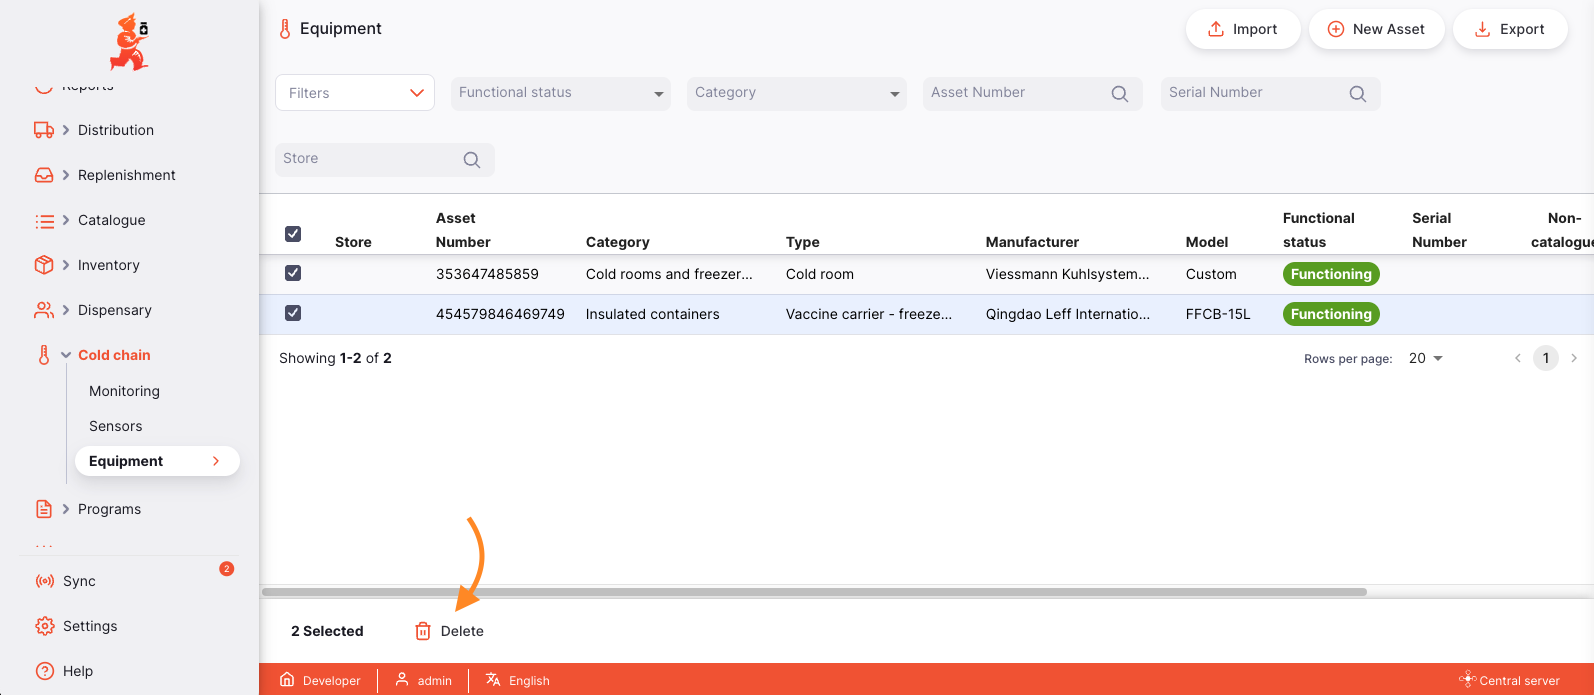 Equipment
Import
New Asset
Export
Filters
Functional status
Category
Asset Number
Serial Number
Store
Reports
Distribution
Replenishment
Catalogue
Inventory
Dispensary
Cold chain
Monitoring
Sensors
Equipment
Programs
Sync
2
Settings
Help
Store
Asset Number
Category
Type
Manufacturer
Model
Functional status
Serial Number
Non-catalogue
353647485859 Cold rooms and freezer... Cold room Viessmann Kuhlsystem... Custom Functioning
454579846469749 Insulated containers Vaccine carrier - freeze... Qingdao Leff Internatio... FFCB-15L Functioning
Showing 1-2 of 2
Rows per page: 20
1
2 Selected
Delete
Developer
admin
English
Central server